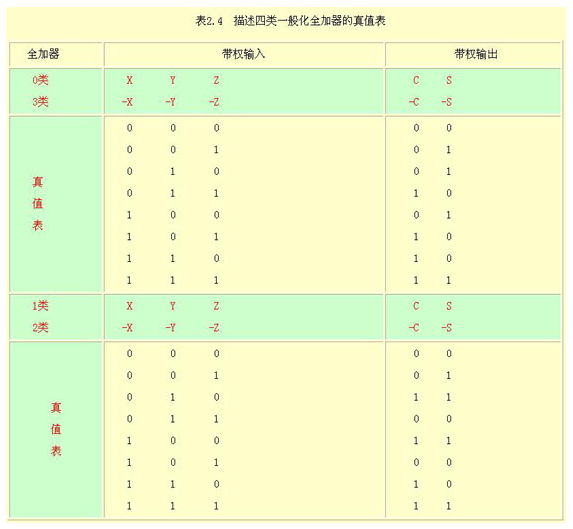 表2.4 描述四类一般化全加器的真值表
全加器 带权输入 带权输出
0类 X Y Z C S
3类 -X -Y -Z -C -S
真值表
0 0 0 0 0
0 0 1 0 1
0 1 0 0 1
0 1 1 1 0
1 0 0 0 1
1 0 1 1 0
1 1 0 1 0
1 1 1 1 1
1类 X Y Z C S
2类 -X -Y -Z -C -S
真值表
0 0 0 0 0
0 0 1 0 1
0 1 0 1 1
0 1 1 0 0
1 0 0 1 1
1 0 1 0 0
1 1 0 1 0
1 1 1 1 1